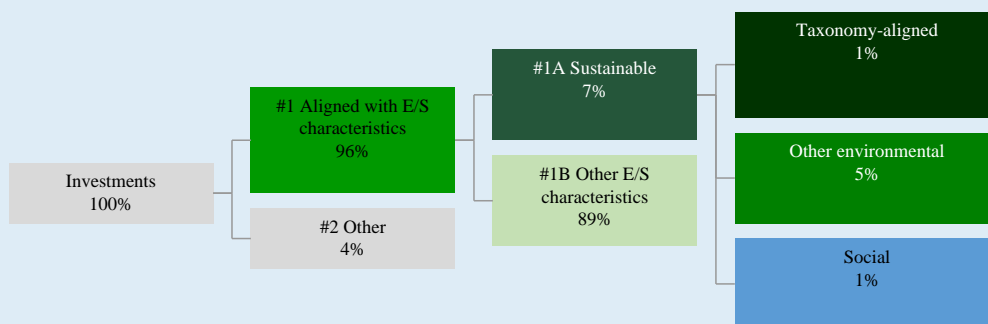 Investments
100%
#1 Aligned with E/S
characteristics
96%
#2 Other
4%
#1A Sustainable
7%
#1B Other E/S
characteristics
89%
Taxonomy-aligned
1%
Other environmental
5%
Social
1%